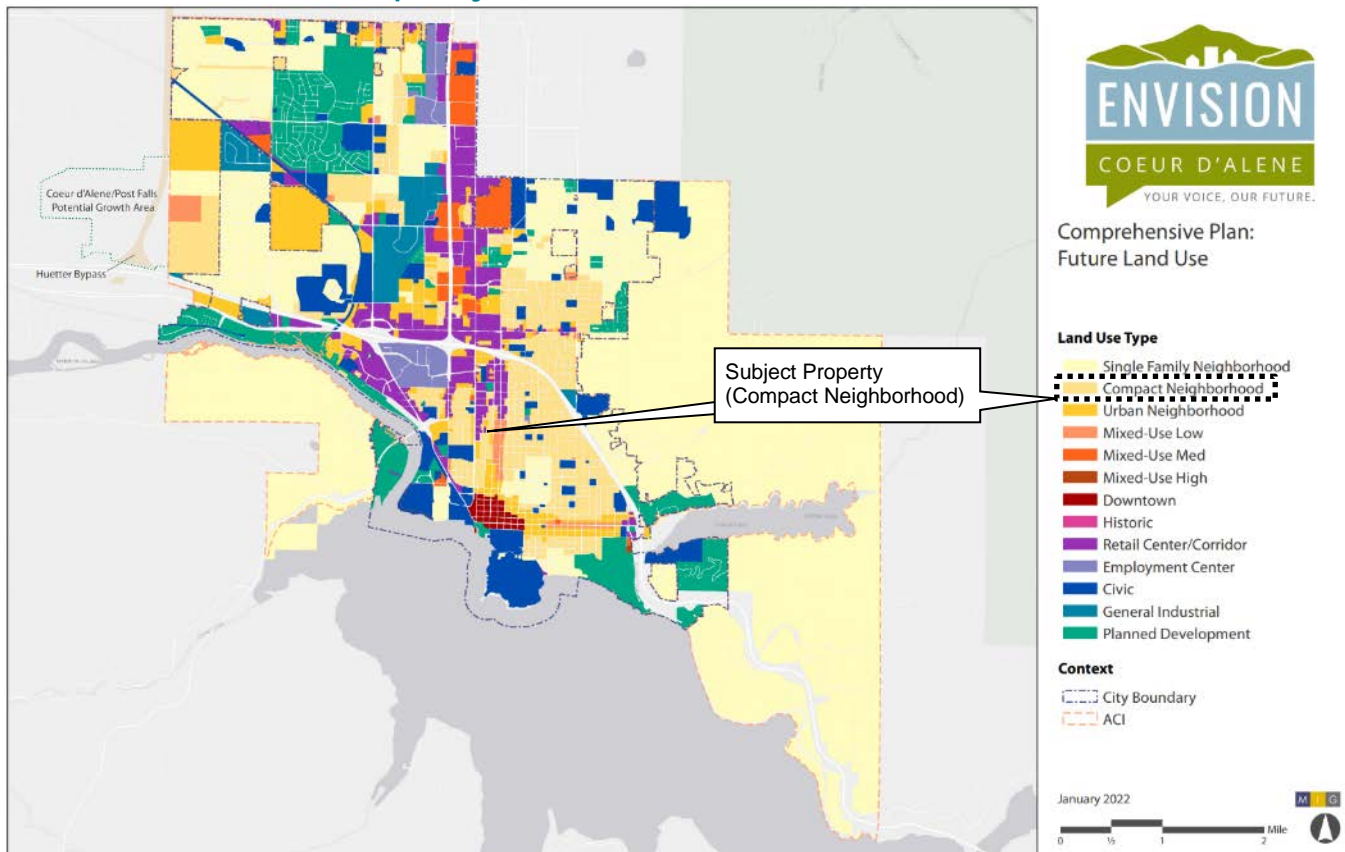 ENVISION
COEUR D'ALENE
YOUR VOICE, OUR FUTURE.
Comprehensive Plan:
Future Land Use
Coeur d'Alene/Post Falls
Potential Growth Area
Huetter Bypass
Subject Property
(Compact Neighborhood)
Land Use Type
Single Family Neighborhood
Compact Neighborhood
Urban Neighborhood
Mixed-Use Low
Mixed-Use Med
Mixed-Use High
Downtown
Historic
Retail Center/Corridor
Employment Center
Civic
General Industrial
Planned Development
Context
City Boundary
ACI
January 2022
M I G
0 ½ 1 2 Mile